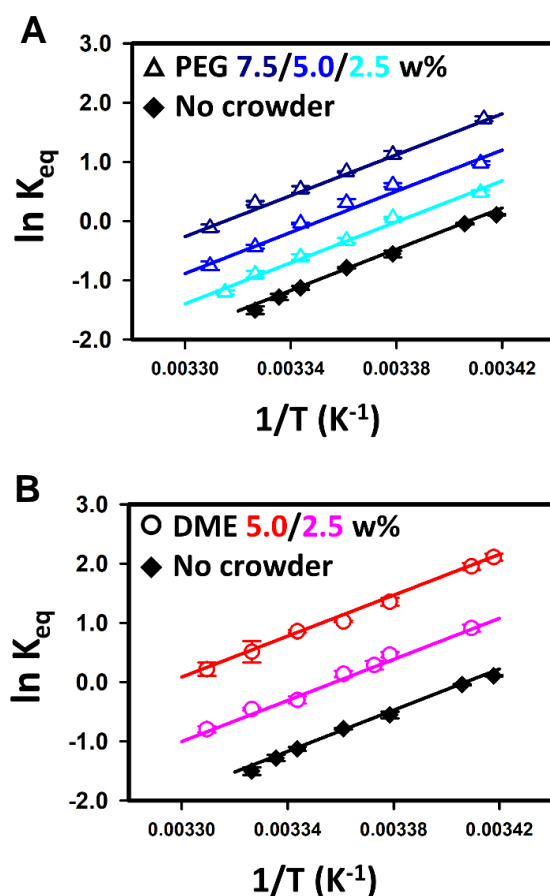 A
3.0
PEG 7.5/5.0/2.5 w%
2.0
No crowder
1.0
ln K_eq
0.0
-1.0
-2.0
0.00330 0.00334 0.00338 0.00342
1/T (K⁻¹)
B
3.0
DME 5.0/2.5 w%
2.0
No crowder
1.0
ln K_eq
0.0
-1.0
-2.0
0.00330 0.00334 0.00338 0.00342
1/T (K⁻¹)